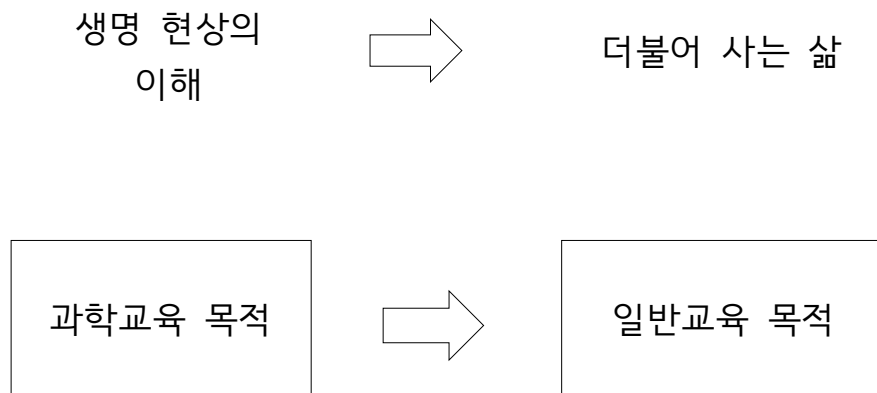 생명 현상의
이해
더불어 사는 삶
과학교육 목적
일반교육 목적